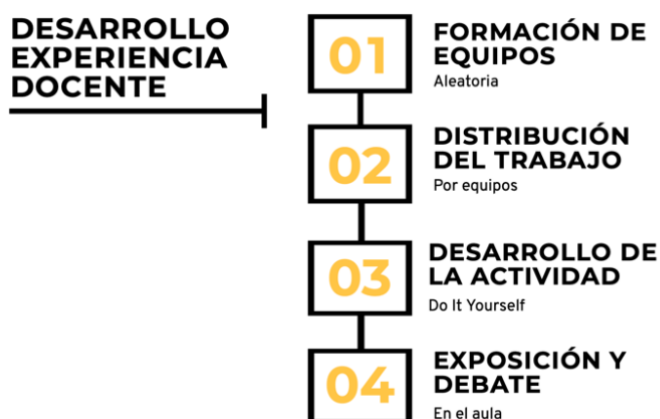 DESARROLLO
EXPERIENCIA
DOCENTE
01
FORMACIÓN DE
EQUIPOS
Aleatoria
02
DISTRIBUCIÓN
DEL TRABAJO
Por equipos
03
DESARROLLO DE
LA ACTIVIDAD
Do It Yourself
04
EXPOSICIÓN Y
DEBATE
En el aula